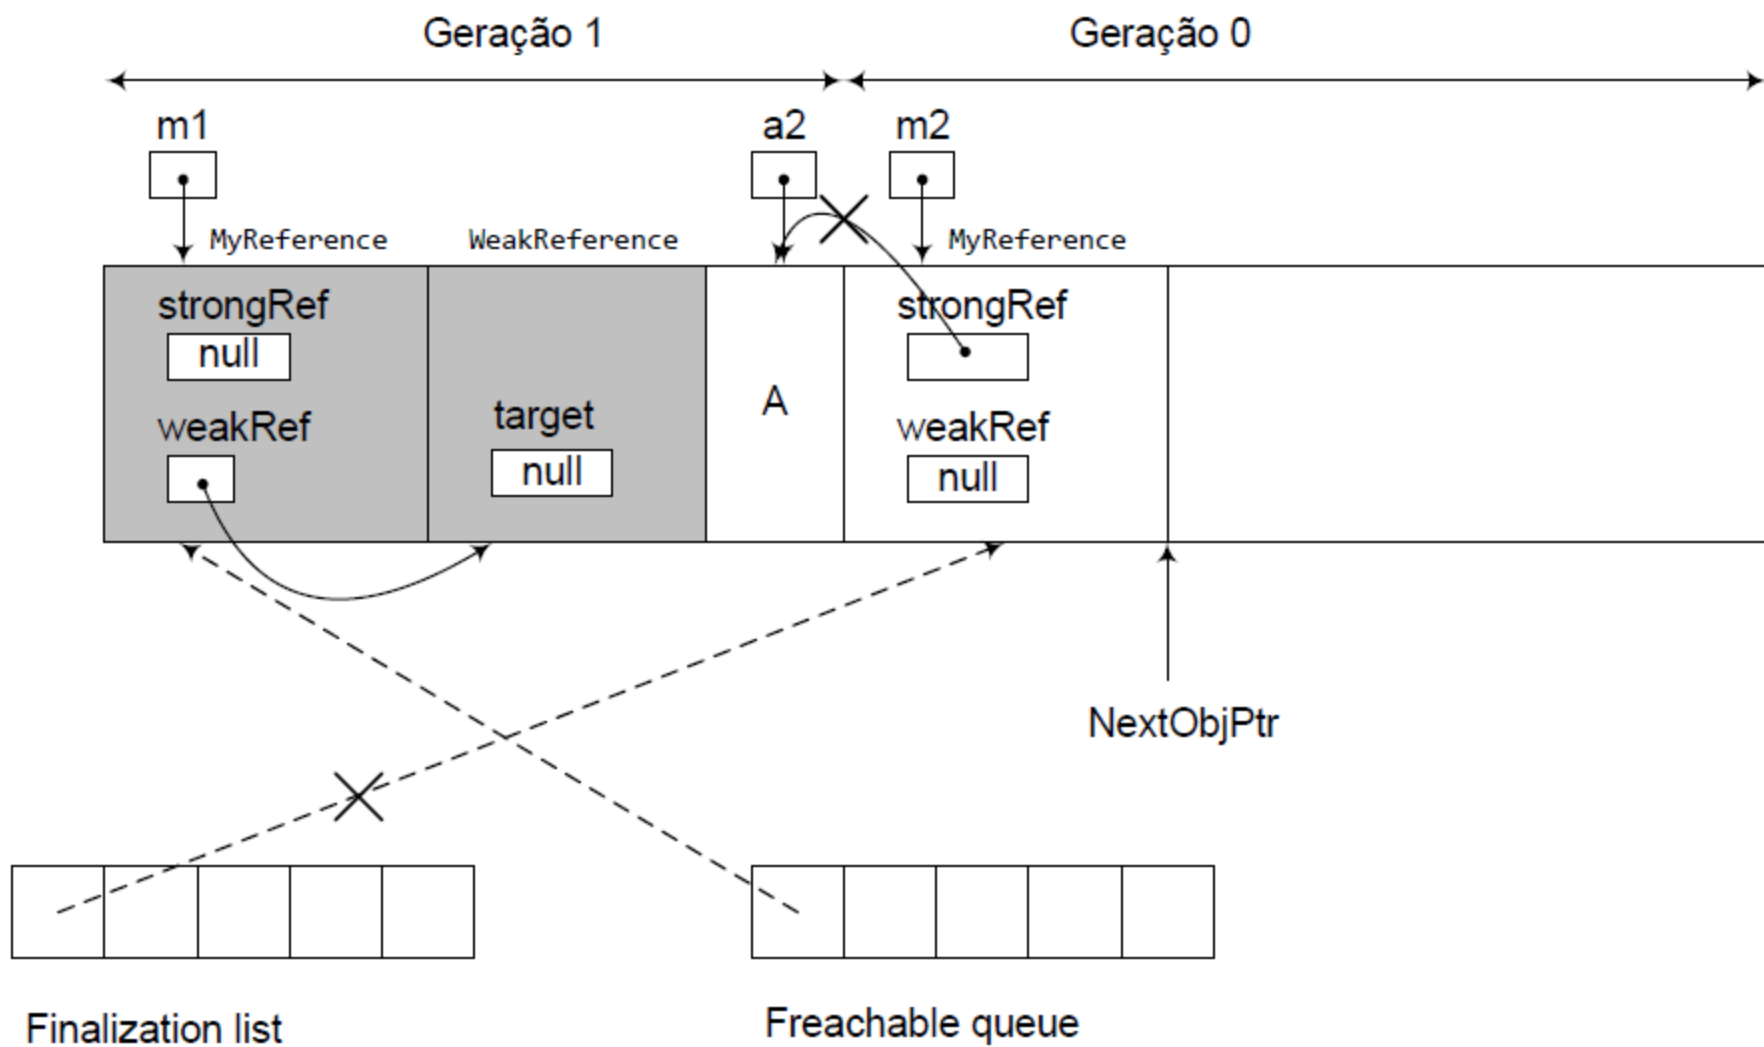 Geração 1
Geração 0
m1
a2
m2
MyReference
WeakReference
MyReference
strongRef
null
weakRef
target
null
A
strongRef
weakRef
null
NextObjPtr
Finalization list
Freachable queue